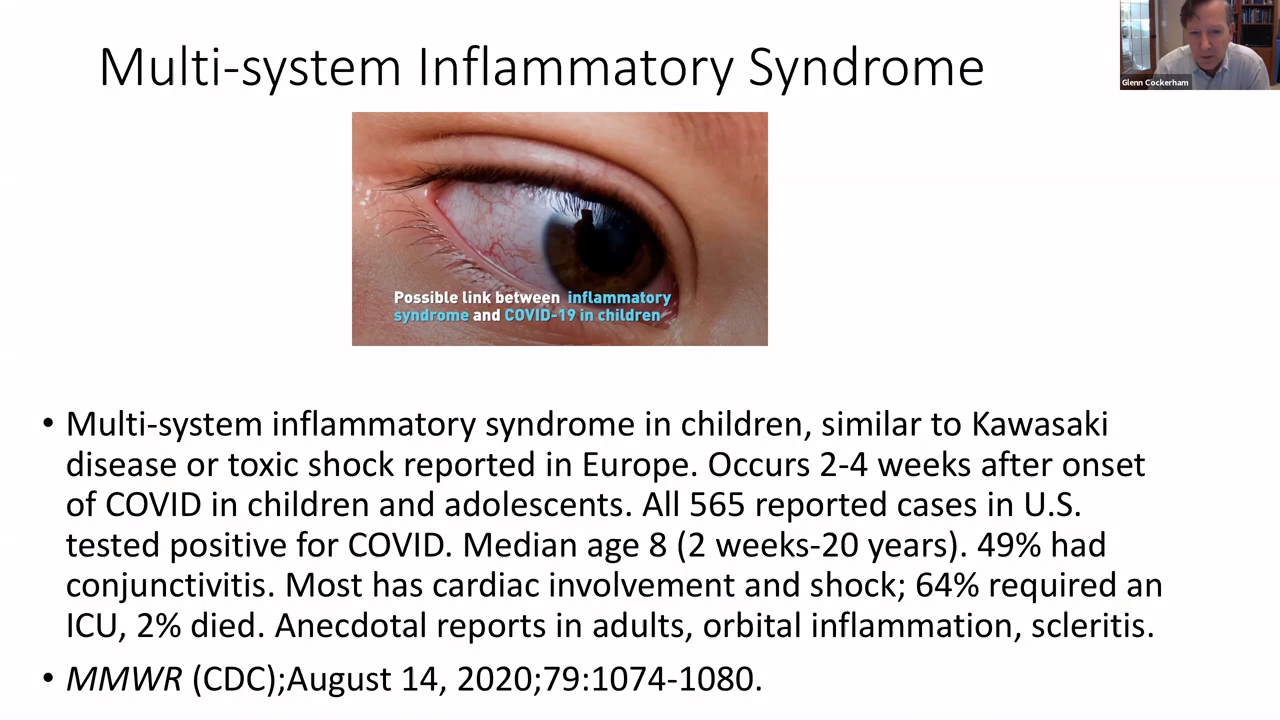 Multi-system Inflammatory Syndrome
Glenn Cockerham
Possible link between inflammatory
syndrome and COVID-19 in children
• Multi-system inflammatory syndrome in children, similar to Kawasaki
disease or toxic shock reported in Europe. Occurs 2-4 weeks after onset
of COVID in children and adolescents. All 565 reported cases in U.S.
tested positive for COVID. Median age 8 (2 weeks-20 years). 49% had
conjunctivitis. Most has cardiac involvement and shock; 64% required an
ICU, 2% died. Anecdotal reports in adults, orbital inflammation, scleritis.
• MMWR (CDC);August 14, 2020;79:1074-1080.